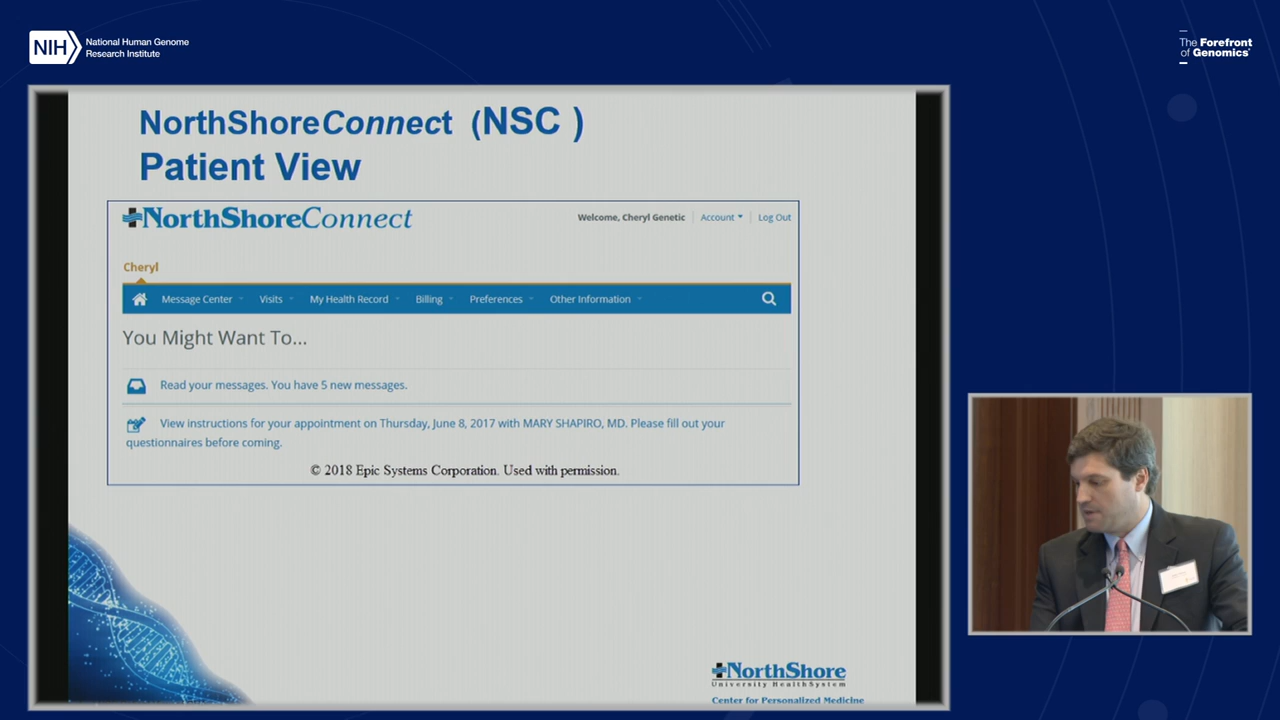 NIH National Human Genome
Research Institute
The Forefront
of Genomics®
NorthShoreConnect (NSC )
Patient View
NorthShoreConnect
Welcome, Cheryl Genetic Account Log Out
Cheryl
Message Center Visits My Health Record Billing Preferences Other Information
You Might Want To...
Read your messages. You have 5 new messages.
View instructions for your appointment on Thursday, June 8, 2017 with MARY SHAPIRO, MD. Please fill out your
questionnaires before coming.
© 2018 Epic Systems Corporation. Used with permission.
NorthShore
University HealthSystem
Center for Personalized Medicine